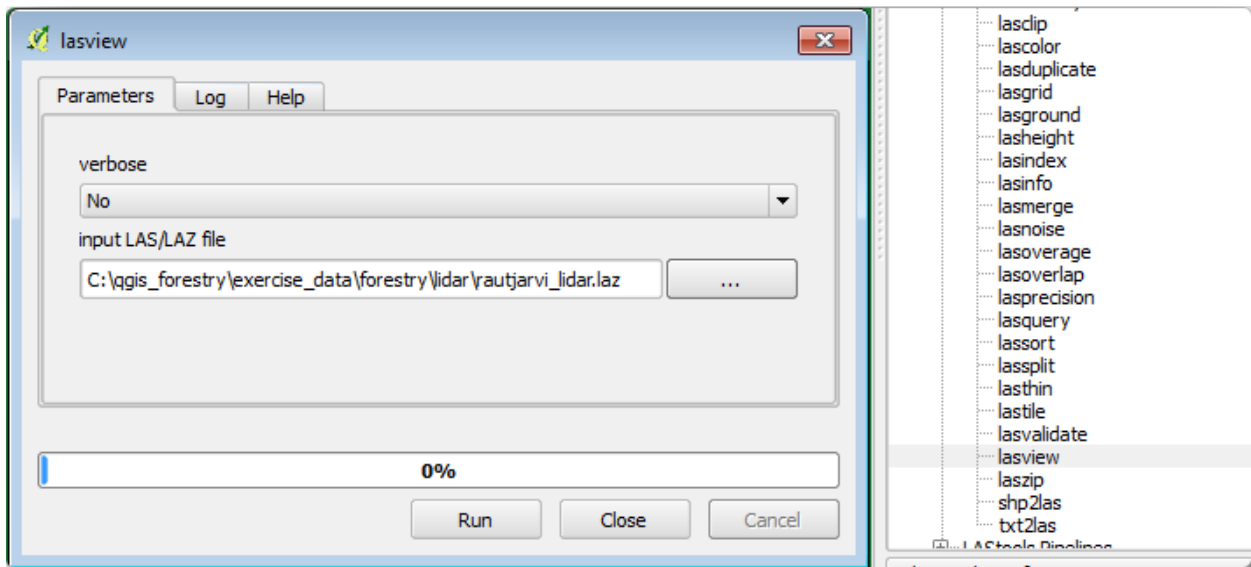 lasview
Parameters
Log
Help
verbose
No
input LAS/LAZ file
C:\qgis_forestry\exercise_data\forestry\lidar\rautjarvi_lidar.laz
...
0%
Run
Close
Cancel
lasclip
lascolor
lasduplicate
lasgrid
lasground
lasheight
lasindex
lasinfo
lasmerge
lasnoise
lasoverage
lasoverlap
lasprecision
lasquery
lassort
lassplit
lasthin
lastile
lasvalidate
lasview
laszip
shp2las
txt2las
LAStools Pipelines